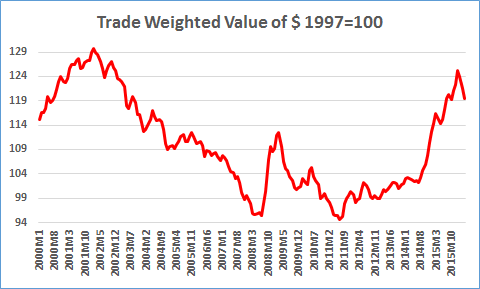 Trade Weighted Value of $ 1997=100
129
124
119
114
109
104
99
94
2000M1
2000M8
2001M3
2001M10
2002M5
2002M12
2003M7
2004M2
2004M9
2005M4
2005M11
2006M6
2007M1
2007M8
2008M3
2008M10
2009M5
2009M12
2010M7
2011M2
2011M9
2012M4
2012M11
2013M6
2014M1
2014M8
2015M3
2015M10